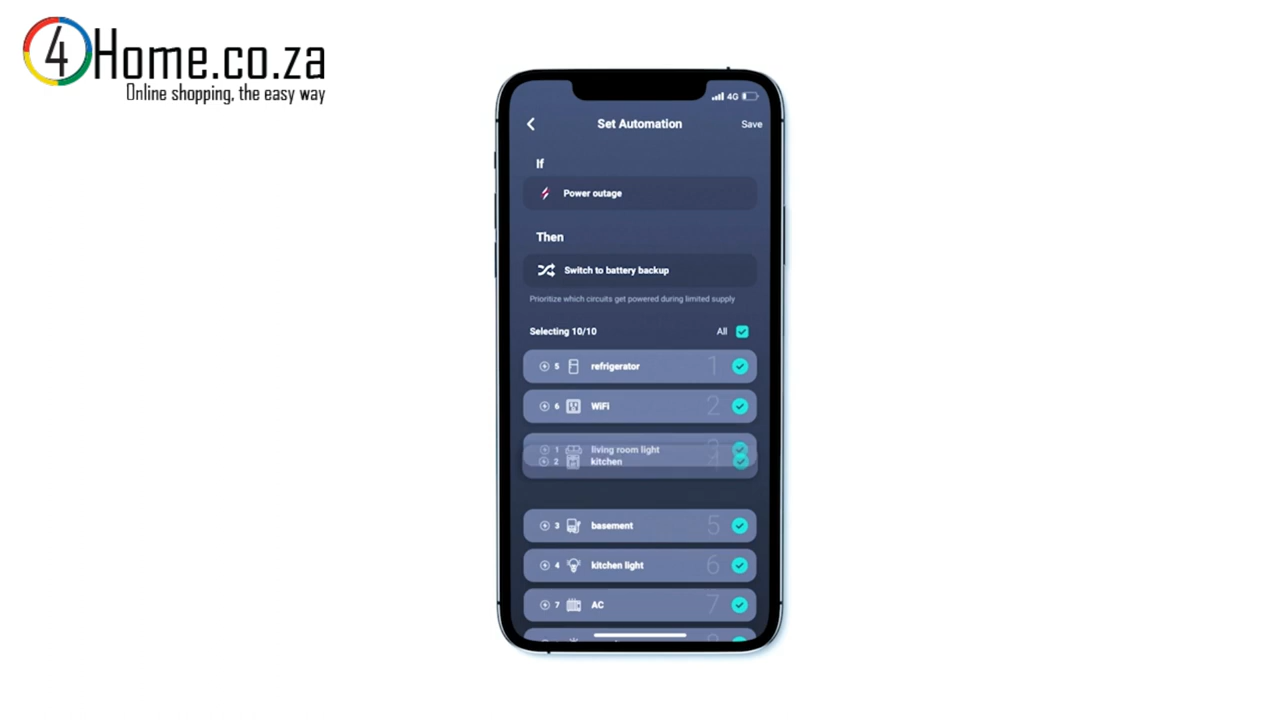 4Home.co.za
Online shopping, the easy way
4G
Set Automation
Save
If
Power outage
Then
Switch to battery backup
Prioritize which circuits get powered during limited supply
Selecting 10/10
All
5 refrigerator 1
6 WiFi 2
1 living room light 3
2 kitchen 4
3 basement 5
4 kitchen light 6
7 AC 7